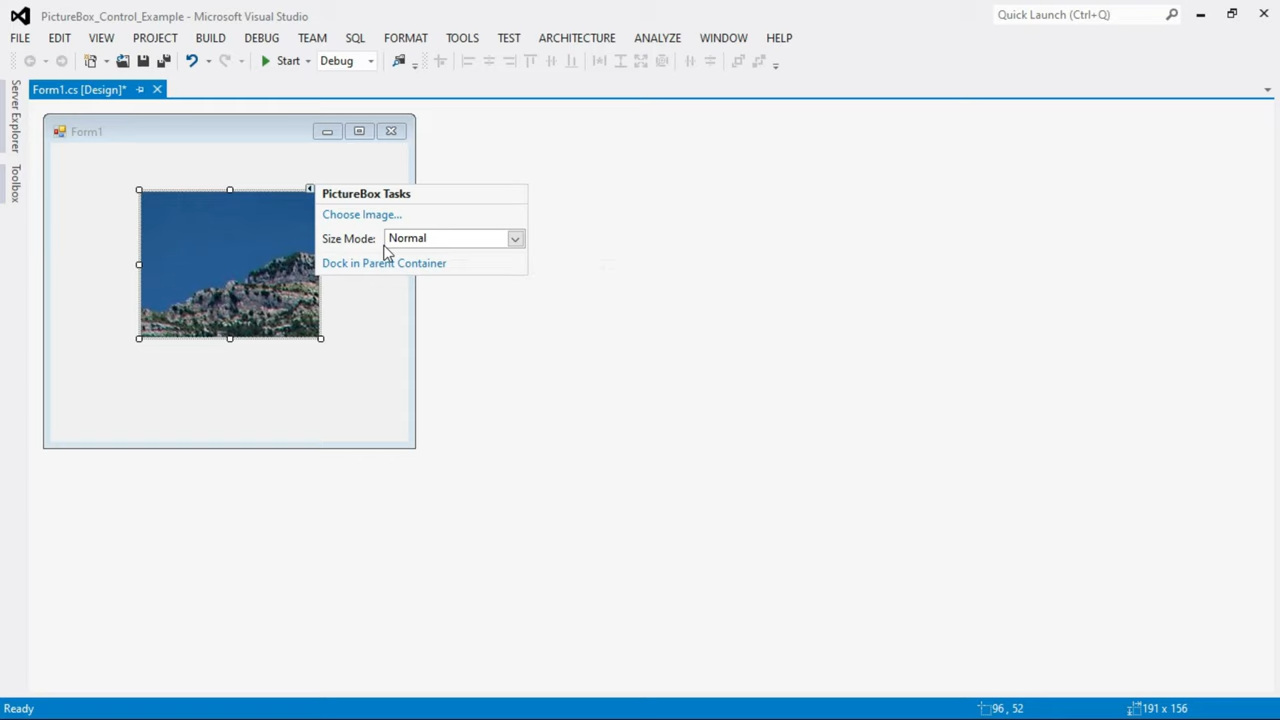 PictureBox_Control_Example - Microsoft Visual Studio
Quick Launch (Ctrl+Q)
FILE EDIT VIEW PROJECT BUILD DEBUG TEAM SQL FORMAT TOOLS TEST ARCHITECTURE ANALYZE WINDOW HELP
Start Debug
Form1.cs [Design]*
Server Explorer
Toolbox
Form1
PictureBox Tasks
Choose Image...
Size Mode: Normal
Dock in Parent Container
Ready 96 , 52 191 x 156